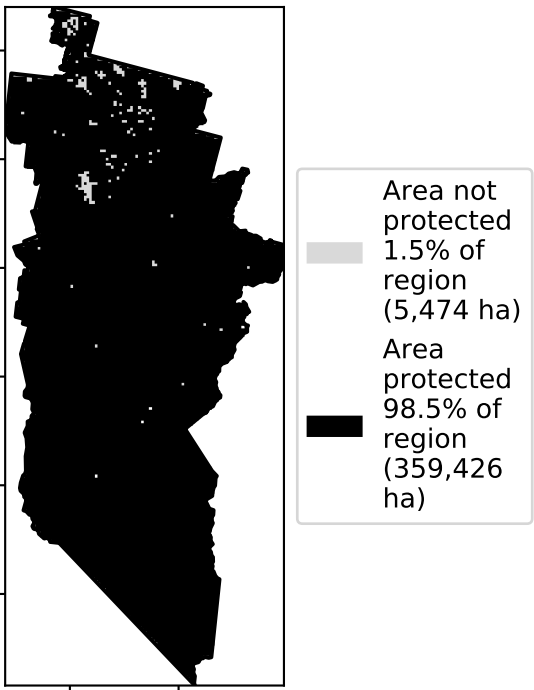 Area not
protected
1.5% of
region
(5,474 ha)
Area
protected
98.5% of
region
(359,426
ha)